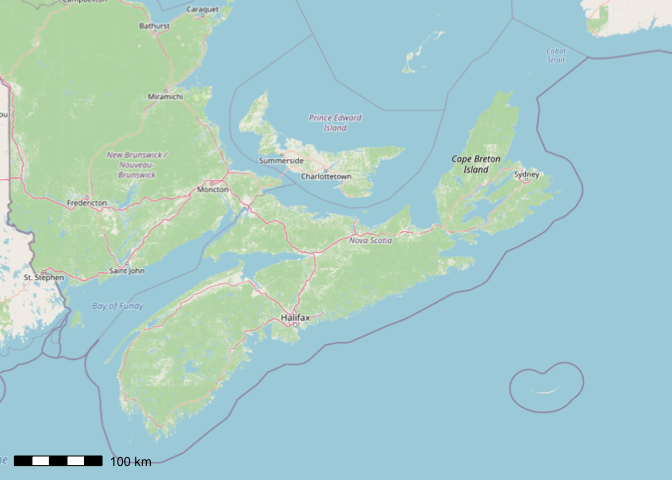 Caraquet
Bathurst
Cabot
Strait
Miramichi
Prince Edward
Island
New Brunswick /
Nouveau-
Brunswick
Summerside
Cape Breton
Island
Charlottetown
Sydney
Moncton
Fredericton
Nova Scotia
St. Stephen
Saint John
Bay of Fundy
Halifax
100 km